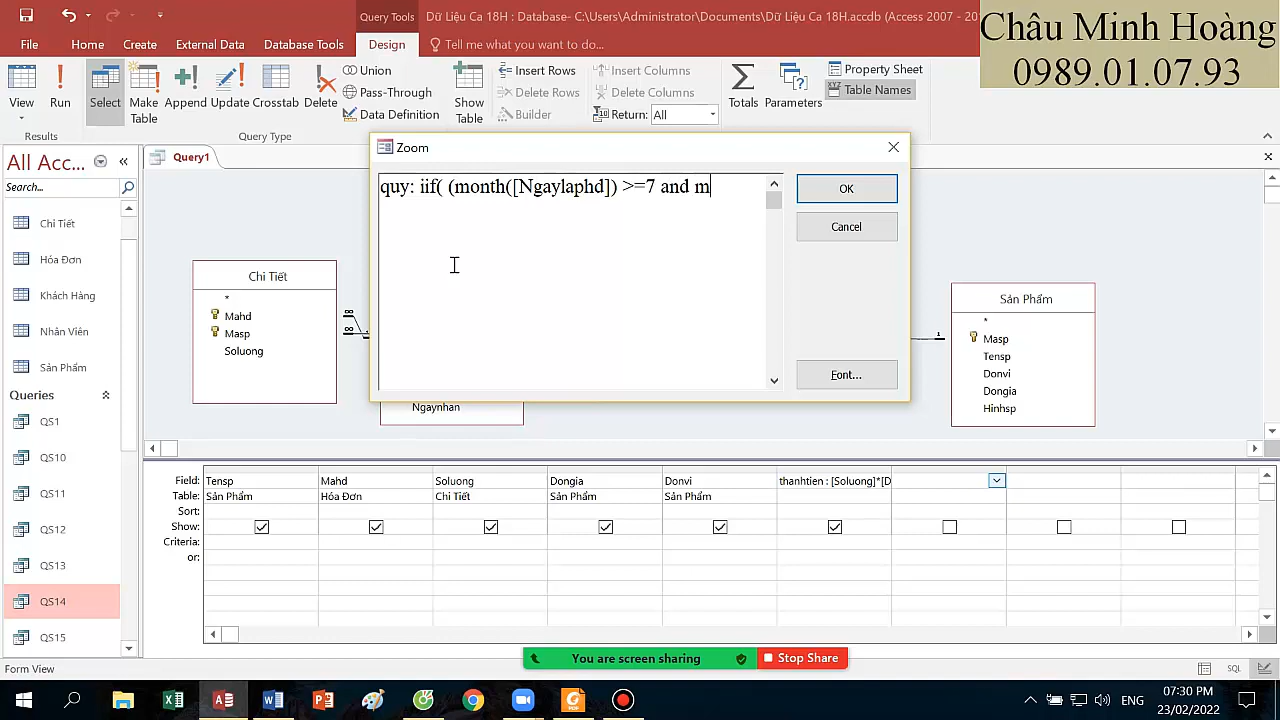 Query Tools
Dữ Liệu Ca 18H : Database- C:\Users\Administrator\Documents\Dữ Liệu Ca 18H.accdb (Access 2007 - 20
Châu Minh Hoàng
0989.01.07.93
File
Home
Create
External Data
Database Tools
Design
Tell me what you want to do...
View
Run
Select
Make Table
Append
Update
Crosstab
Delete
Union
Pass-Through
Data Definition
Show Table
Insert Rows
Delete Rows
Builder
Insert Columns
Delete Columns
Return: All
Totals
Parameters
Property Sheet
Table Names
Results
Query Type
All Acc...
Search...
Chi Tiết
Hóa Đơn
Khách Hàng
Nhân Viên
Sản Phẩm
Queries
QS1
QS10
QS11
QS12
QS13
QS14
QS15
Query1
Zoom
quy: iif( (month([Ngaylaphd]) >=7 and m
OK
Cancel
Font...
Chi Tiết
*
Mahd
Masp
Soluong
Ngaynhan
Sản Phẩm
*
Masp
Tensp
Donvi
Dongia
Hinhsp
Field: Tensp Mahd Soluong Dongia Donvi thanhtien : [Soluong]*[D
Table: Sản Phẩm Hóa Đơn Chi Tiết Sản Phẩm Sản Phẩm
Sort:
Show:
Criteria:
or:
You are screen sharing
Stop Share
Form View
SQL
ENG
07:30 PM
23/02/2022